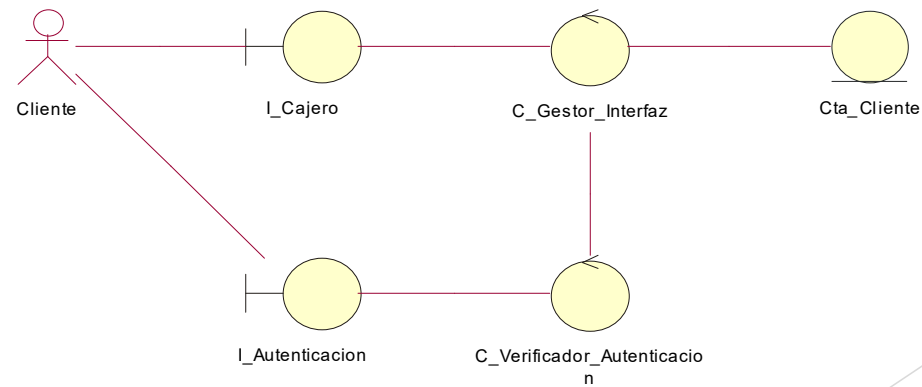 Cliente
I_Cajero
C_Gestor_Interfaz
Cta_Cliente
I_Autenticacion
C_Verificador_Autenticacio
n